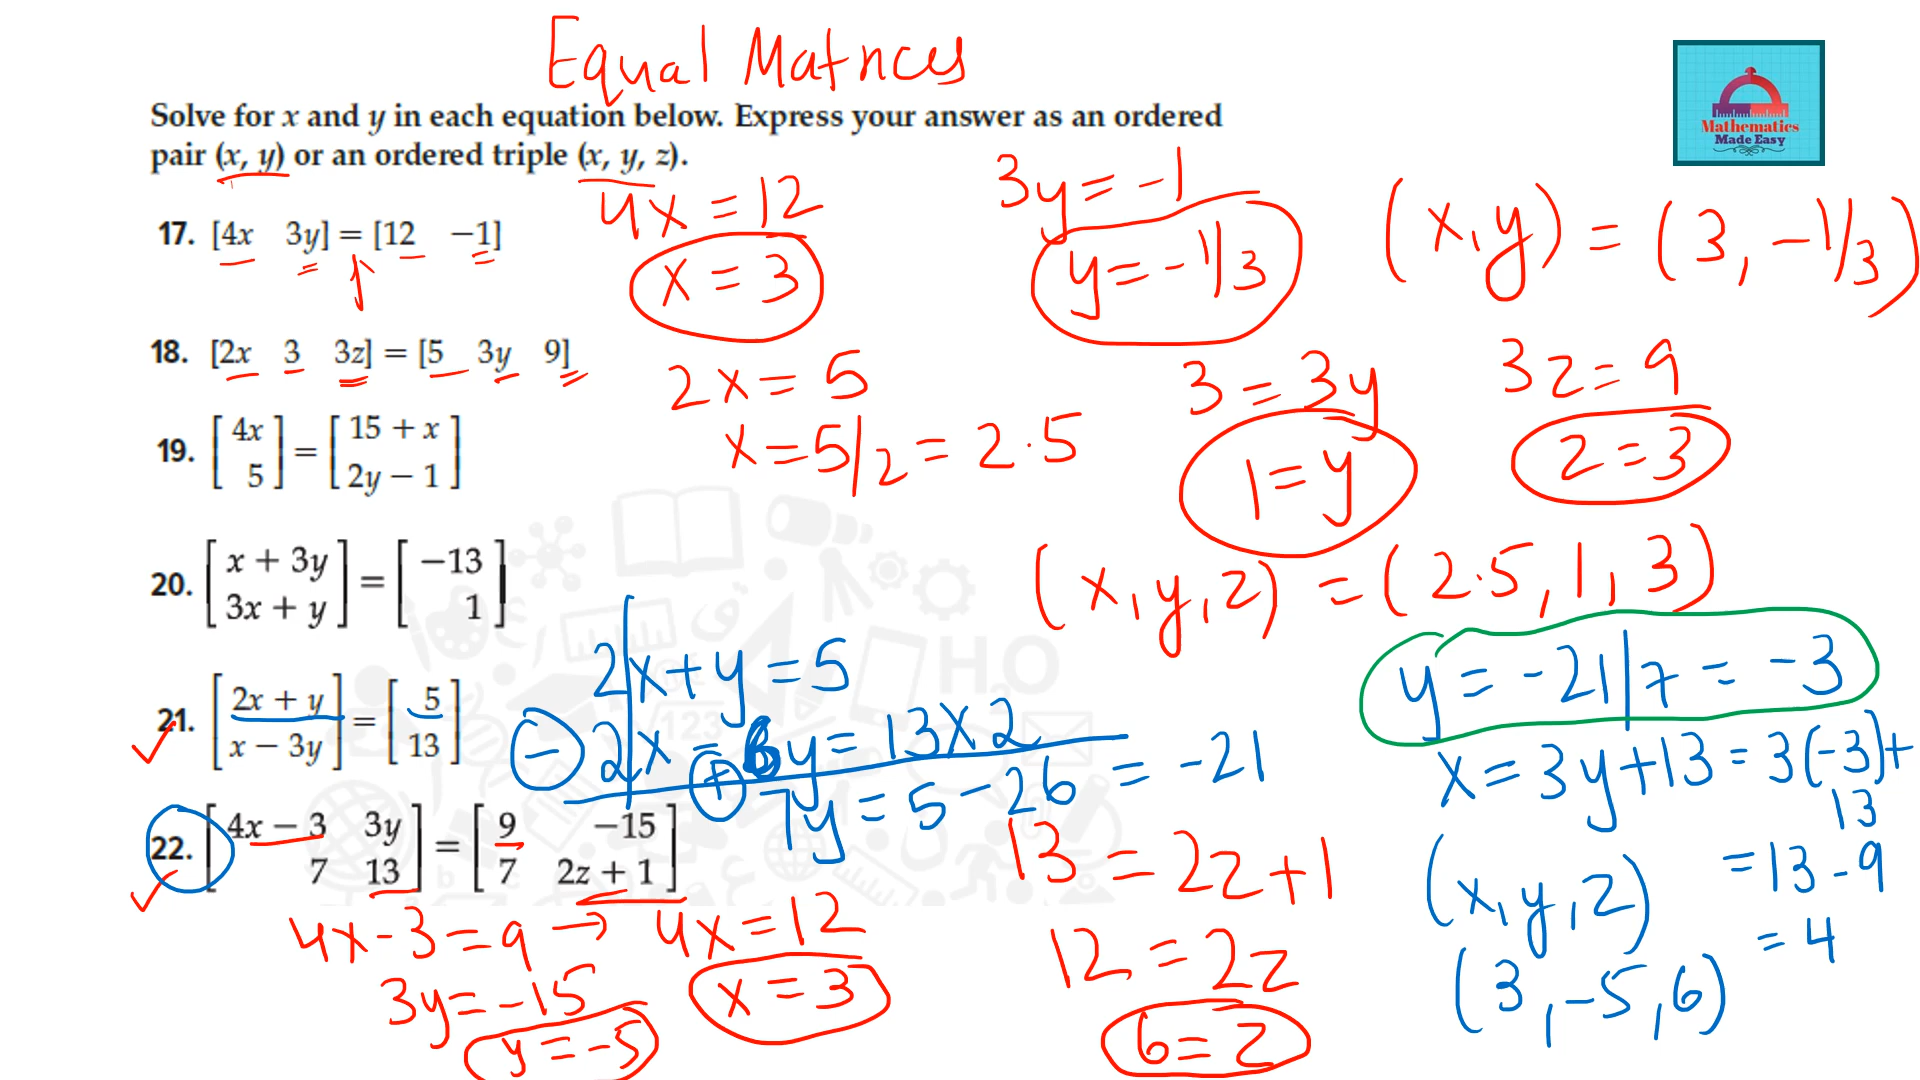 Equal Matrices
Mathematics
Made Easy
Solve for x and y in each equation below. Express your answer as an ordered
pair (x, y) or an ordered triple (x, y, z).
17. [4x 3y] = [12 −1]
4x = 12
x = 3
3y = -1
y = -1/3
(x,y) = (3, -1/3)
18. [2x 3 3z] = [5 3y 9]
2x = 5
x = 5/2 = 2.5
3 = 3y
1 = y
3z = 9
z = 3
(x,y,z) = (2.5, 1, 3)
19. [4x] = [15 + x]
[5] [2y − 1]
20. [x + 3y] = [−13]
[3x + y] [1]
21. [2x + y] = [5]
[x − 3y] [13]
2x + y = 5
2x - 6y = 13 x 2
- +
7y = 5 - 26 = -21
y = -21/7 = -3
x = 3y + 13 = 3(-3) +
13
= 13 - 9
= 4
22. [4x − 3 3y] = [9 −15]
[7 13] [7 2z + 1]
4x - 3 = 9 → 4x = 12
x = 3
3y = -15
y = -5
13 = 2z + 1
12 = 2z
6 = z
(x,y,z)
(3, -5, 6)
HO
123